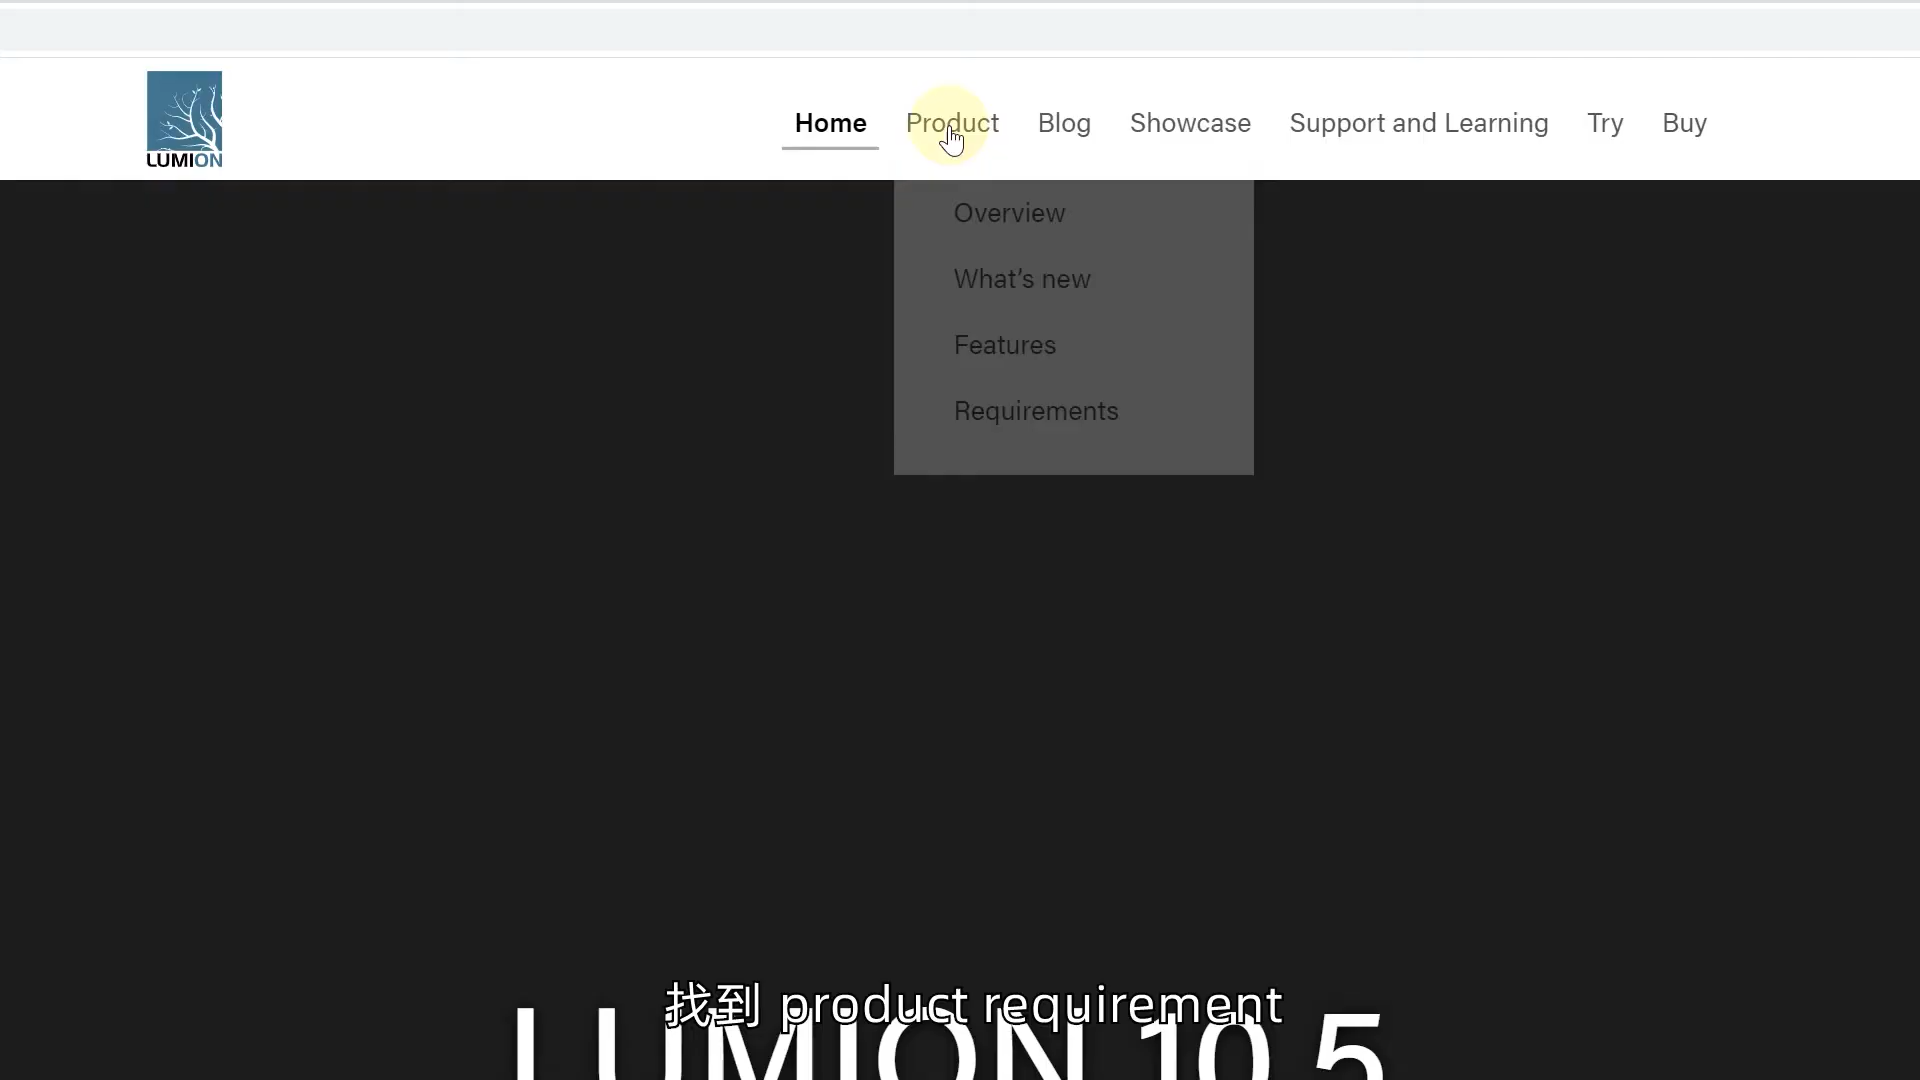 LUMION
Home Product Blog Showcase Support and Learning Try Buy
Overview
What’s new
Features
Requirements
找到 product requirement
LUMION 10.5